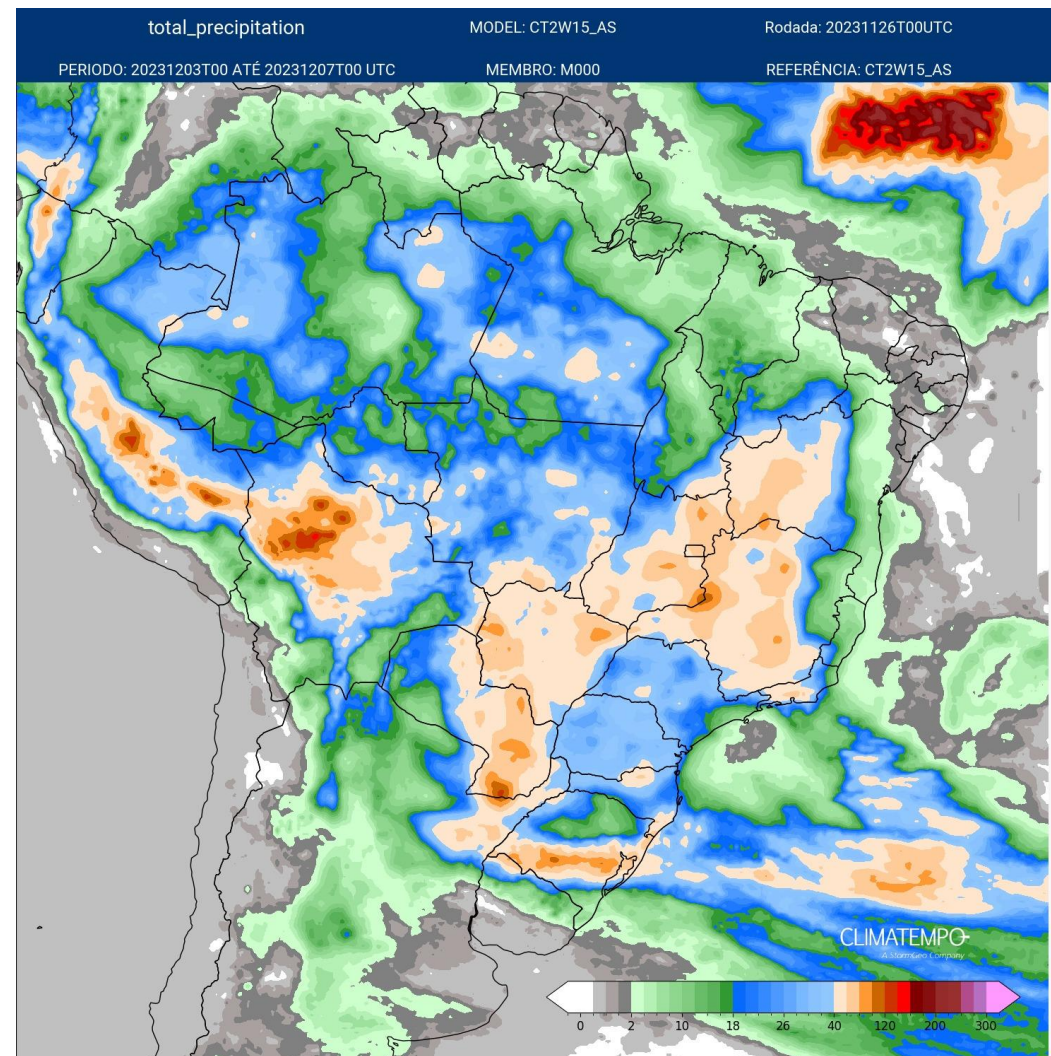 total_precipitation MODEL: CT2W15_AS Rodada: 20231126T00UTC
PERIODO: 20231203T00 ATÉ 20231207T00 UTC MEMBRO: M000 REFERÊNCIA: CT2W15_AS
CLIMATEMPO
A StormGeo Company
0 2 10 18 26 40 120 200 300